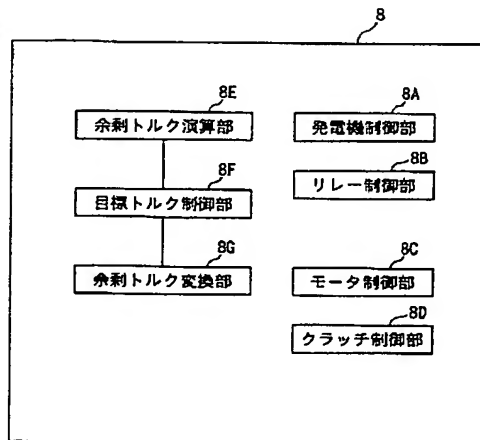 8
8E
余剰トルク演算部
8A
発電機制御部
8F
目標トルク制御部
8B
リレー制御部
8G
余剰トルク変換部
8C
モータ制御部
8D
クラッチ制御部